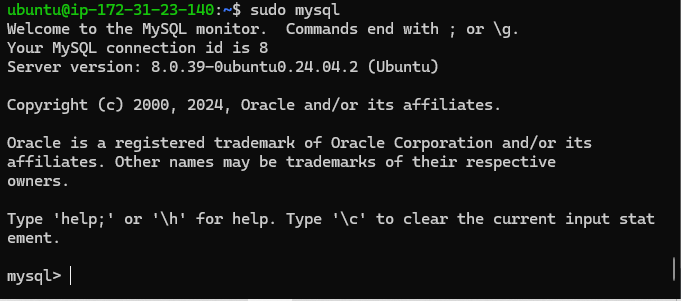 ubuntu@ip-172-31-23-140:~$ sudo mysql
Welcome to the MySQL monitor.  Commands end with ; or \g.
Your MySQL connection id is 8
Server version: 8.0.39-0ubuntu0.24.04.2 (Ubuntu)

Copyright (c) 2000, 2024, Oracle and/or its affiliates.

Oracle is a registered trademark of Oracle Corporation and/or its
affiliates. Other names may be trademarks of their respective
owners.

Type 'help;' or '\h' for help. Type '\c' to clear the current input stat
ement.

mysql>